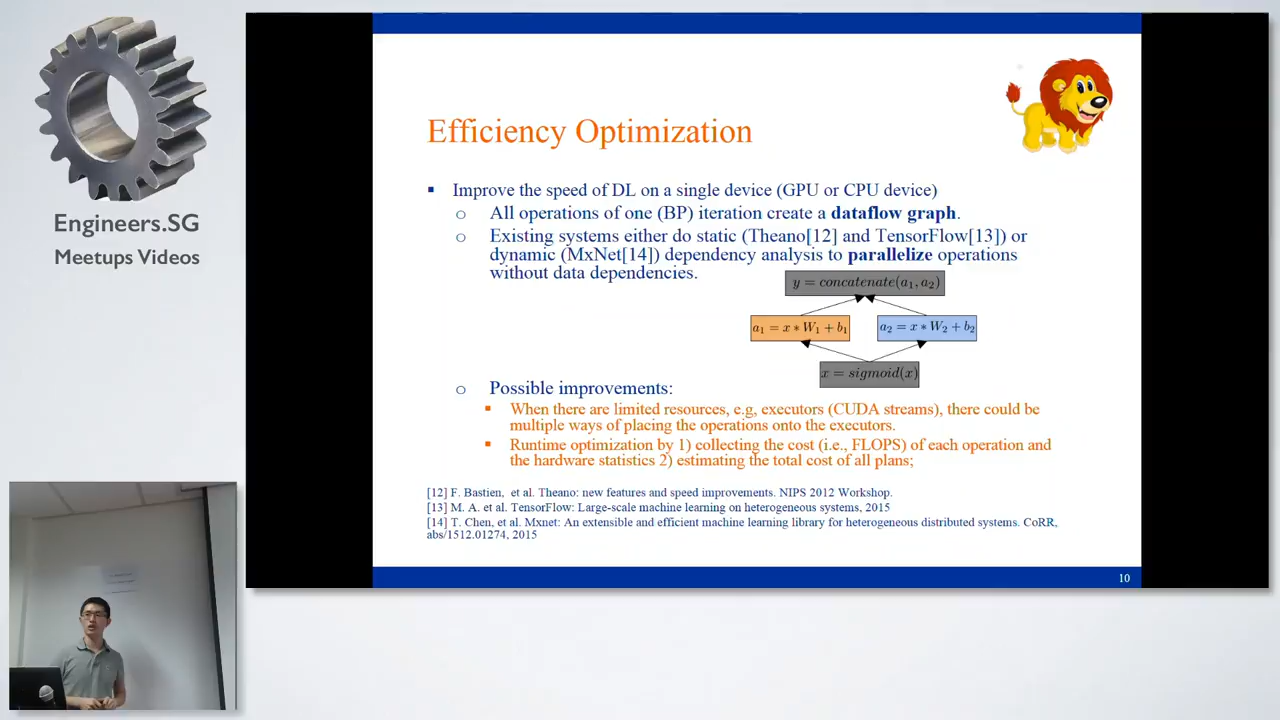 Engineers.SG
Meetups Videos
Efficiency Optimization
▪ Improve the speed of DL on a single device (GPU or CPU device)
o All operations of one (BP) iteration create a dataflow graph.
o Existing systems either do static (Theano[12] and TensorFlow[13]) or
dynamic (MxNet[14]) dependency analysis to parallelize operations
without data dependencies.
y = concatenate(a₁, a₂)
a₁ = x * W₁ + b₁
a₂ = x * W₂ + b₂
x = sigmoid(x)
o Possible improvements:
▪ When there are limited resources, e.g, executors (CUDA streams), there could be
multiple ways of placing the operations onto the executors.
▪ Runtime optimization by 1) collecting the cost (i.e., FLOPS) of each operation and
the hardware statistics 2) estimating the total cost of all plans;
[12] F. Bastien, et al. Theano: new features and speed improvements. NIPS 2012 Workshop.
[13] M. A. et al. TensorFlow: Large-scale machine learning on heterogeneous systems, 2015
[14] T. Chen, et al. Mxnet: An extensible and efficient machine learning library for heterogeneous distributed systems. CoRR,
abs/1512.01274, 2015
10